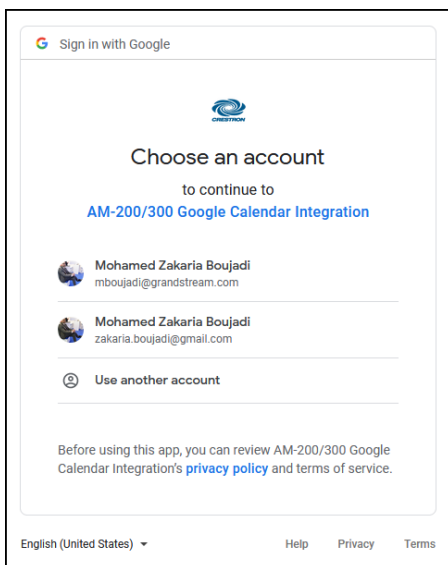 Sign in with Google
CRESTRON
Choose an account
to continue to
AM-200/300 Google Calendar Integration
Mohamed Zakaria Boujadi
mboujadi@grandstream.com
Mohamed Zakaria Boujadi
zakaria.boujadi@gmail.com
Use another account
Before using this app, you can review AM-200/300 Google
Calendar Integration's privacy policy and terms of service.
English (United States) Help Privacy Terms